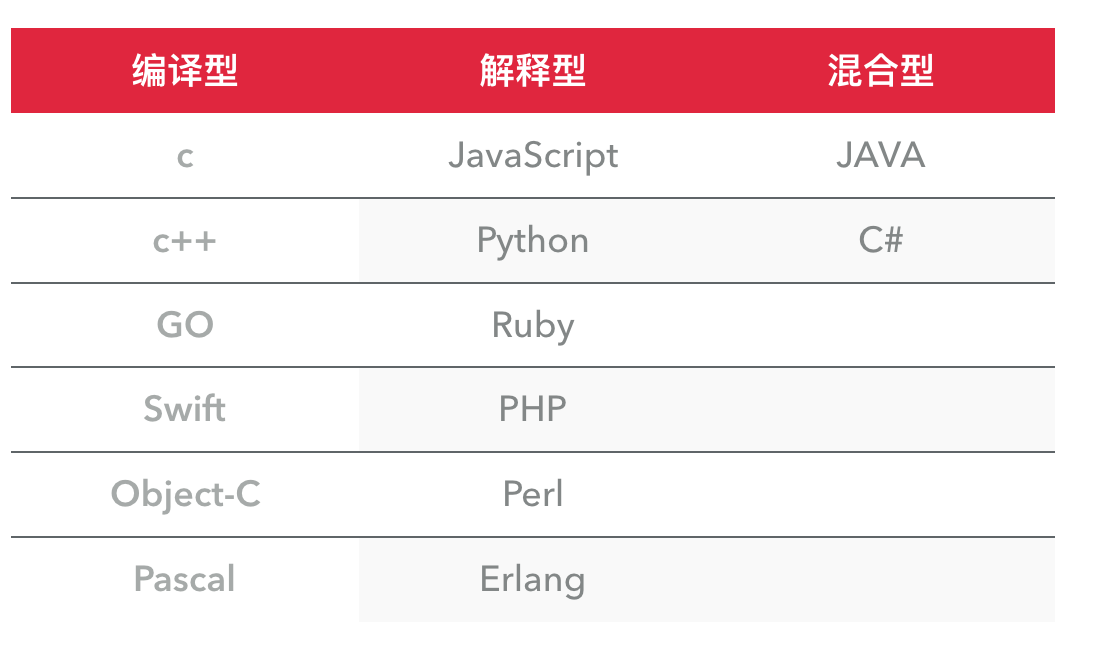 编译型 解释型 混合型
c JavaScript JAVA
c++ Python C#
GO Ruby
Swift PHP
Object-C Perl
Pascal Erlang